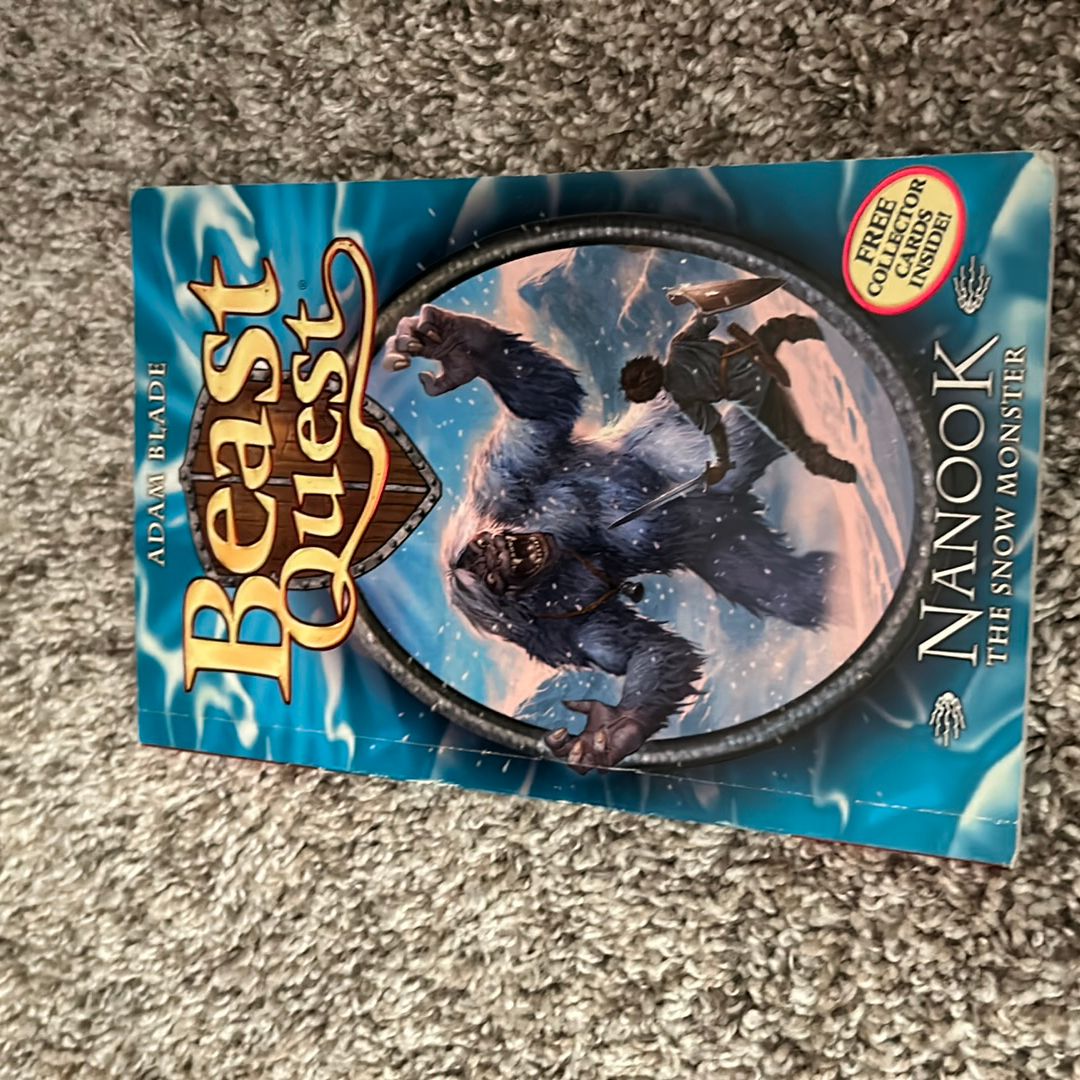 ADAM BLADE
Beast
Quest®
FREE
COLLECTOR
CARDS
INSIDE!
NANOOK
THE SNOW MONSTER